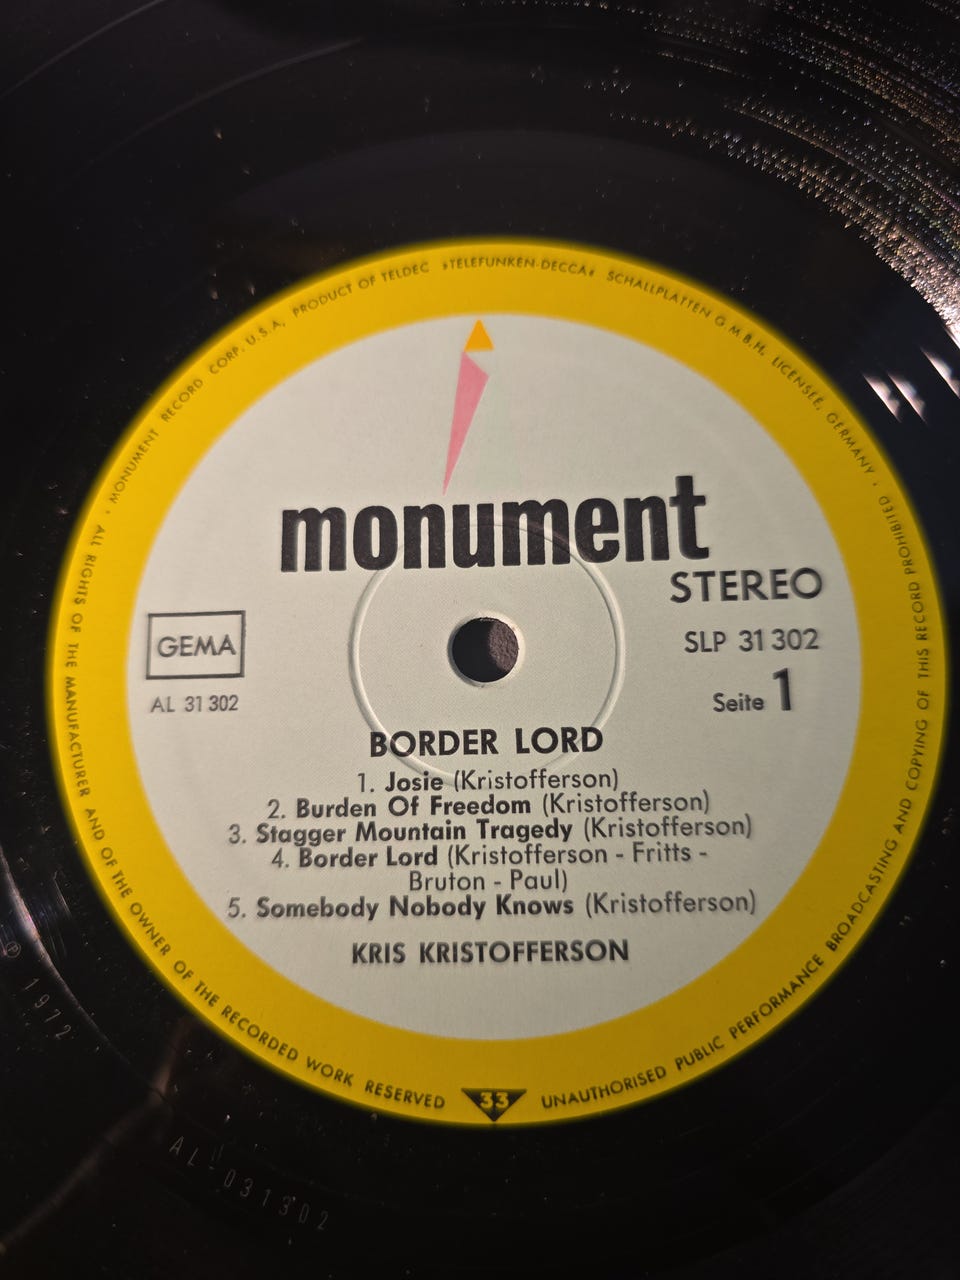 MONUMENT RECORD CORP. U.S.A. PRODUCT OF TELDEC »TELEFUNKEN-DECCA« SCHALLPLATTEN G.M.B.H. LICENSEE, GERMANY ·
monument
STEREO
GEMA
SLP 31 302
AL 31 302
Seite 1
BORDER LORD
1. Josie (Kristofferson)
2. Burden Of Freedom (Kristofferson)
3. Stagger Mountain Tragedy (Kristofferson)
4. Border Lord (Kristofferson - Fritts -
Bruton - Paul)
5. Somebody Nobody Knows (Kristofferson)
KRIS KRISTOFFERSON
· ALL RIGHTS OF THE MANUFACTURER AND OF THE OWNER OF THE RECORDED WORK RESERVED
33
UNAUTHORISED PUBLIC PERFORMANCE BROADCASTING AND COPYING OF THIS RECORD PROHIBITED
℗ 1972
AL-031302